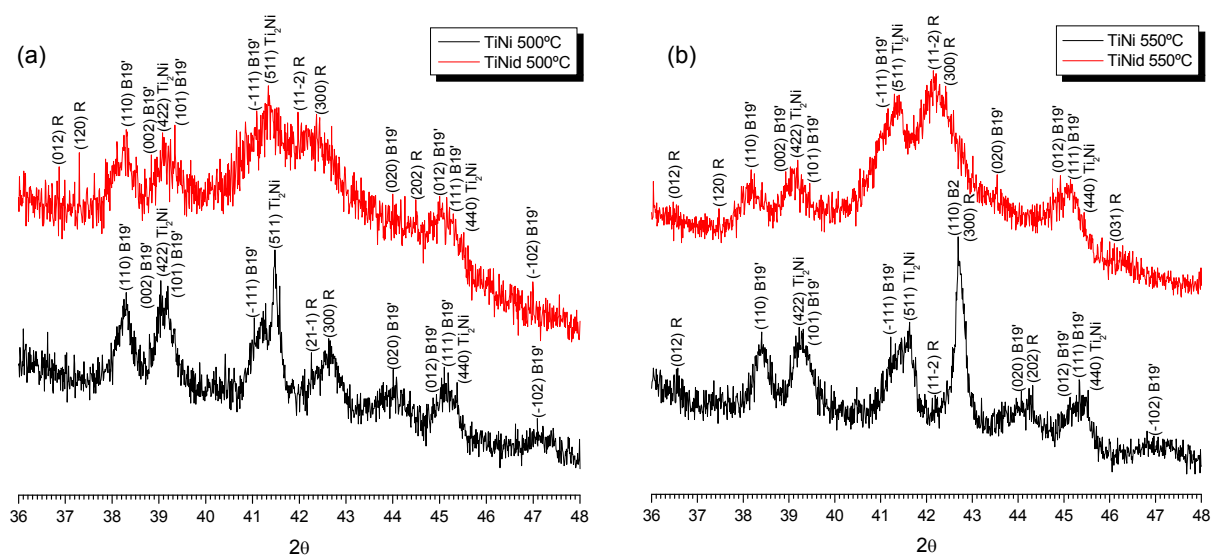 (a)
TiNi 500ºC
TiNid 500ºC
(012) R
(120) R
(110) B19'
(002) B19'
(422) Ti2Ni
(101) B19'
(-111) B19'
(511) Ti2Ni
(11-2) R
(300) R
(020) B19'
(202) R
(012) B19'
(111) B19'
(440) Ti2Ni
(-102) B19'
(110) B19'
(002) B19'
(422) Ti2Ni
(101) B19'
(-111) B19'
(511) Ti2Ni
(21-1) R
(300) R
(020) B19'
(012) B19'
(111) B19'
(440) Ti2Ni
(-102) B19'
36 37 38 39 40 41 42 43 44 45 46 47 48
2θ
(b)
TiNi 550ºC
TiNid 550ºC
(012) R
(120) R
(110) B19'
(002) B19'
(422) Ti2Ni
(101) B19'
(-111) B19'
(511) Ti2Ni
(11-2) R
(300) R
(020) B19'
(012) B19'
(111) B19'
(440) Ti2Ni
(031) R
(012) R
(110) B19'
(422) Ti2Ni
(101) B19'
(-111) B19'
(511) Ti2Ni
(11-2) R
(110) B2
(300) R
(020) B19'
(202) R
(012) B19'
(111) B19'
(440) Ti2Ni
(-102) B19'
36 37 38 39 40 41 42 43 44 45 46 47 48
2θ